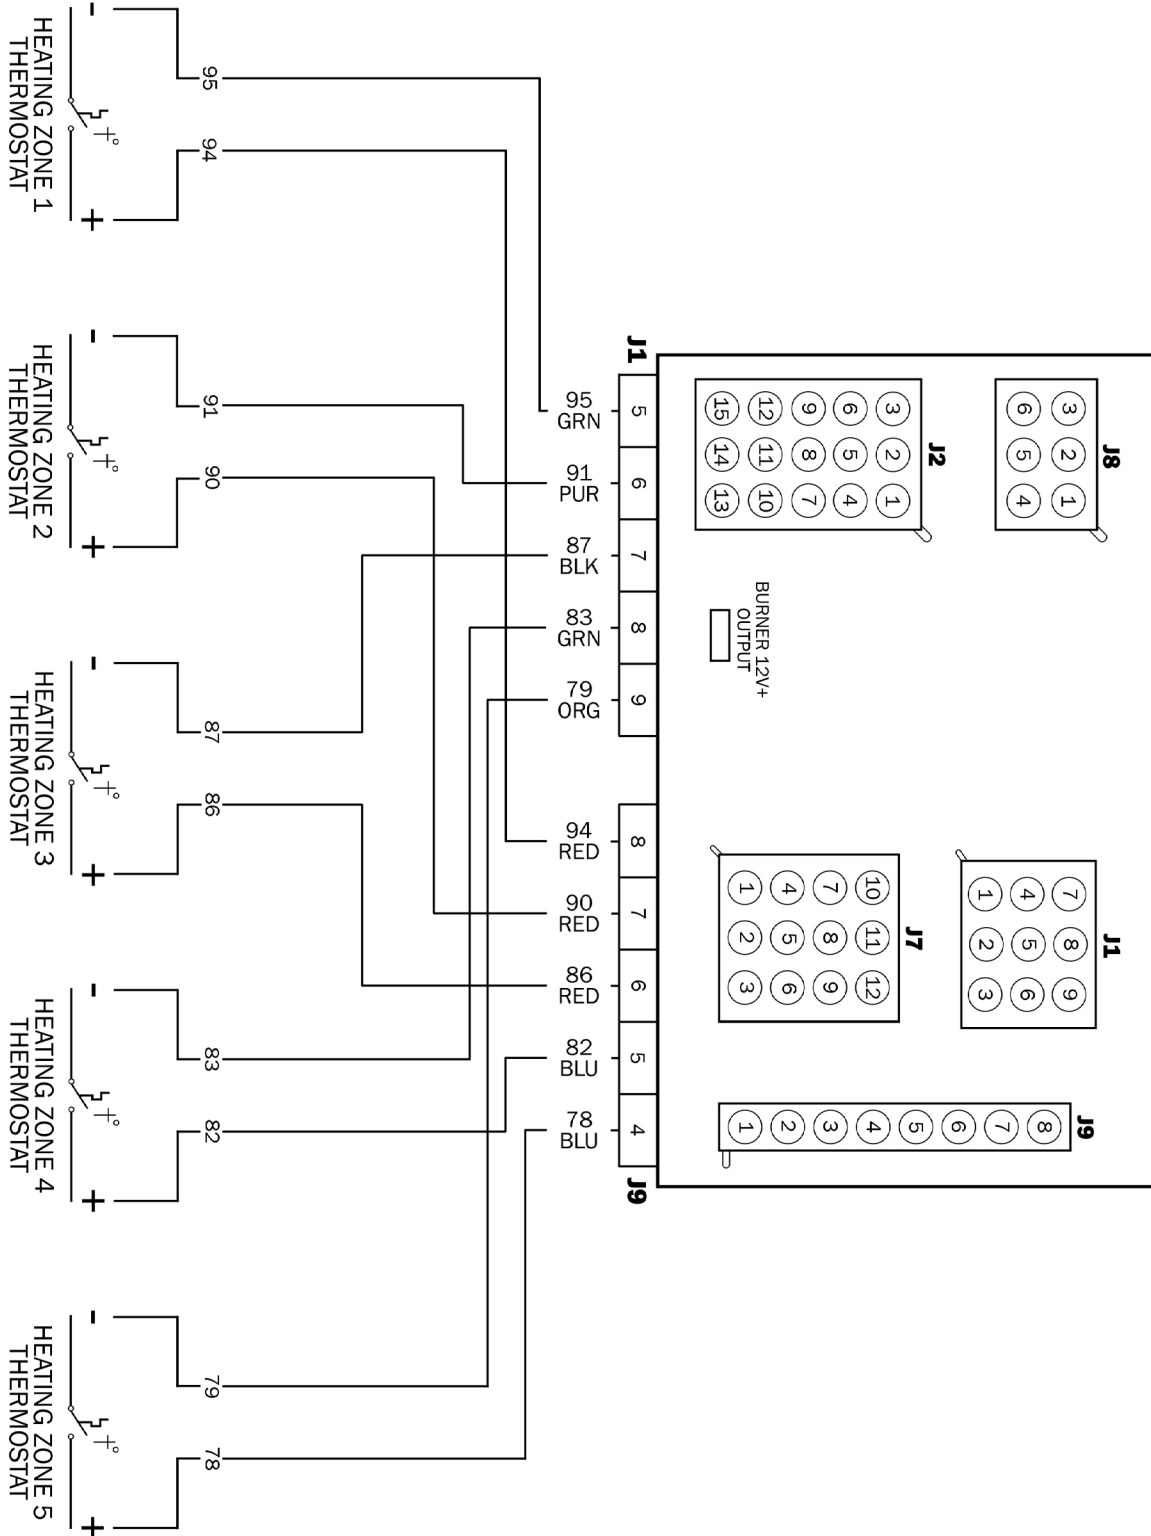 HEATING ZONE 1
THERMOSTAT
-
+
95
94
HEATING ZONE 2
THERMOSTAT
-
+
91
90
HEATING ZONE 3
THERMOSTAT
-
+
87
86
HEATING ZONE 4
THERMOSTAT
-
+
83
82
HEATING ZONE 5
THERMOSTAT
-
+
79
78
J1
95
GRN
5
91
PUR
6
87
BLK
7
83
GRN
8
79
ORG
9
94
RED
8
90
RED
7
86
RED
6
82
BLU
5
78
BLU
4
J9
J8
3 2 1
6 5 4
J2
3 2 1
6 5 4
9 8 7
12 11 10
15 14 13
BURNER 12V+
OUTPUT
J1
7 8 9
4 5 6
1 2 3
J7
10 11 12
7 8 9
4 5 6
1 2 3
J9
1 2 3 4 5 6 7 8